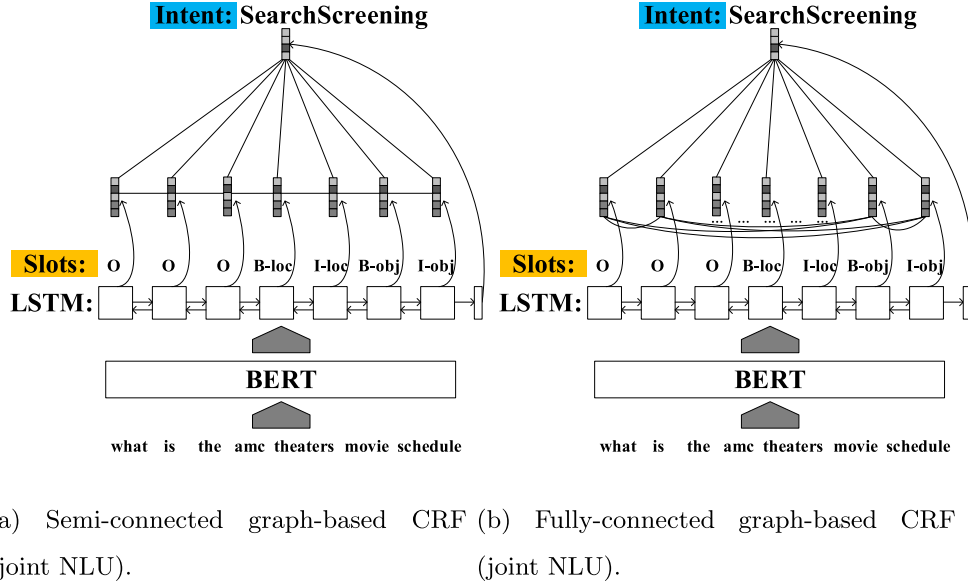 Intent: SearchScreening
Slots: O O O B-loc I-loc B-obj I-obj
LSTM:
BERT
what is the amc theaters movie schedule
a) Semi-connected graph-based CRF
joint NLU).
Intent: SearchScreening
... ... ... ... ...
Slots: O O O B-loc I-loc B-obj I-obj
LSTM:
BERT
what is the amc theaters movie schedule
(b) Fully-connected graph-based CRF
(joint NLU).